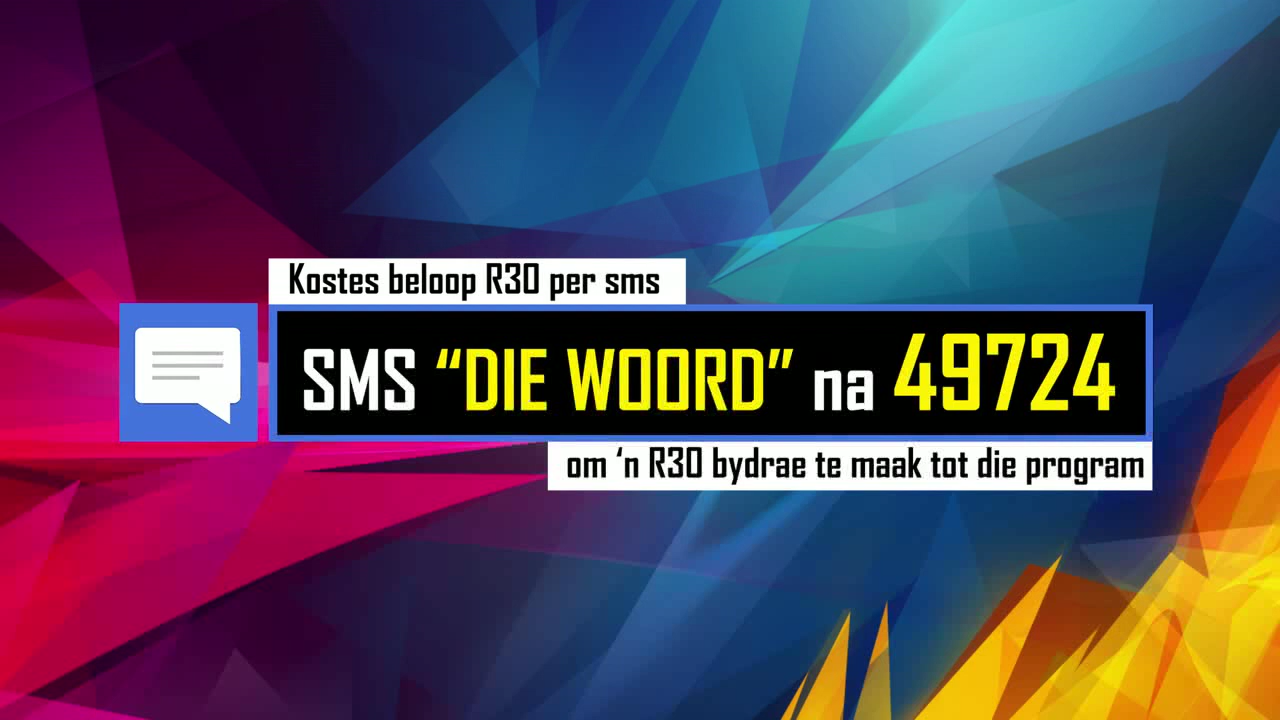 Kostes beloop R30 per sms
SMS “DIE WOORD” na 49724
om ‘n R30 bydrae te maak tot die program